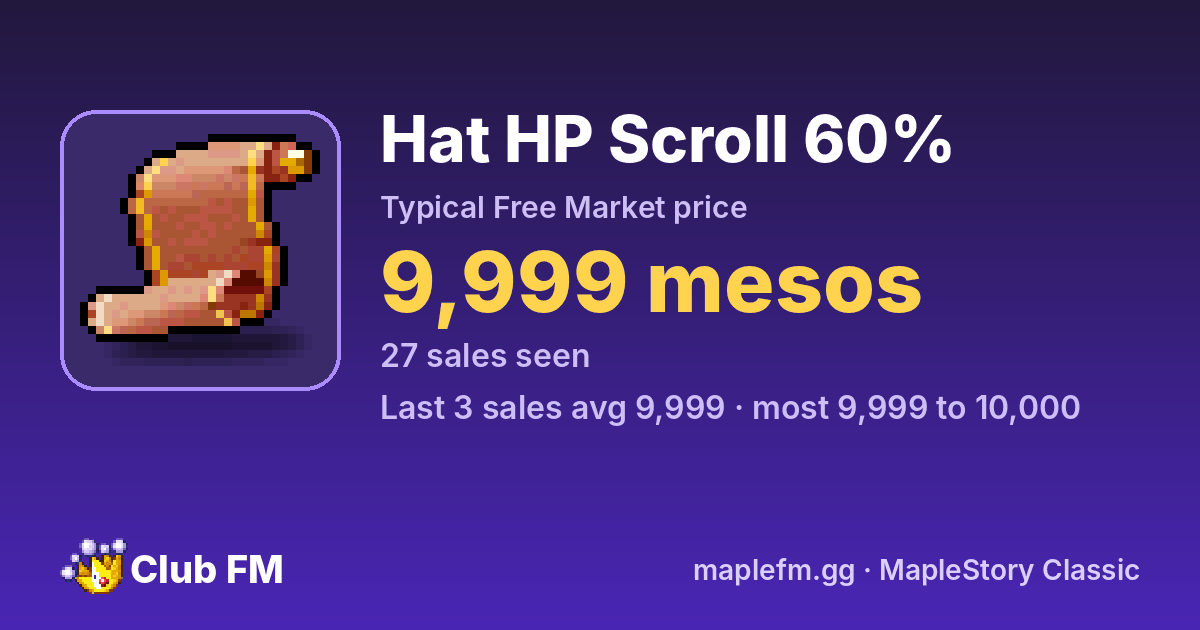 Hat HP Scroll 60%
Typical Free Market price
9,999 mesos
27 sales seen
Last 3 sales avg 9,999 · most 9,999 to 10,000
Club FM
maplefm.gg · MapleStory Classic